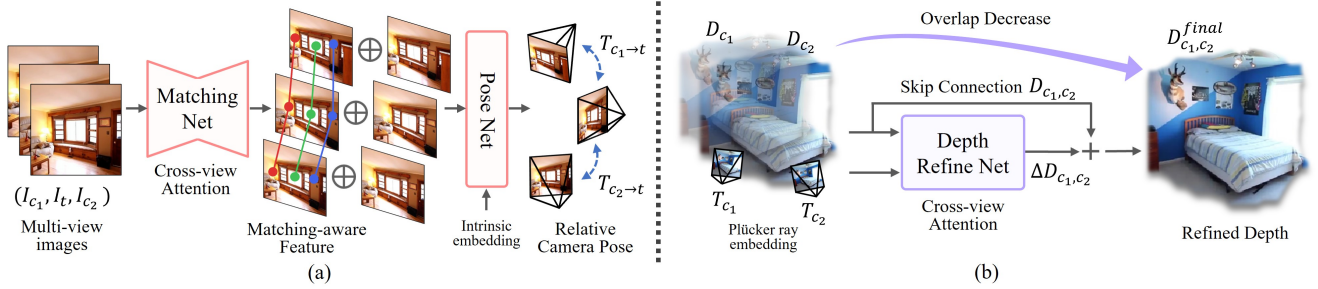 Matching
Net
Cross-view
Attention
(I_{c_1}, I_t, I_{c_2})
Multi-view
images
Matching-aware
Feature
Pose Net
Intrinsic
embedding
T_{c_1→t}
T_{c_2→t}
Relative
Camera Pose
(a)
D_{c_1}
D_{c_2}
T_{c_1}
T_{c_2}
Plücker ray
embedding
Overlap Decrease
Skip Connection D_{c_1,c_2}
Depth
Refine Net
ΔD_{c_1,c_2}
Cross-view
Attention
D_{c_1,c_2}^{final}
Refined Depth
(b)